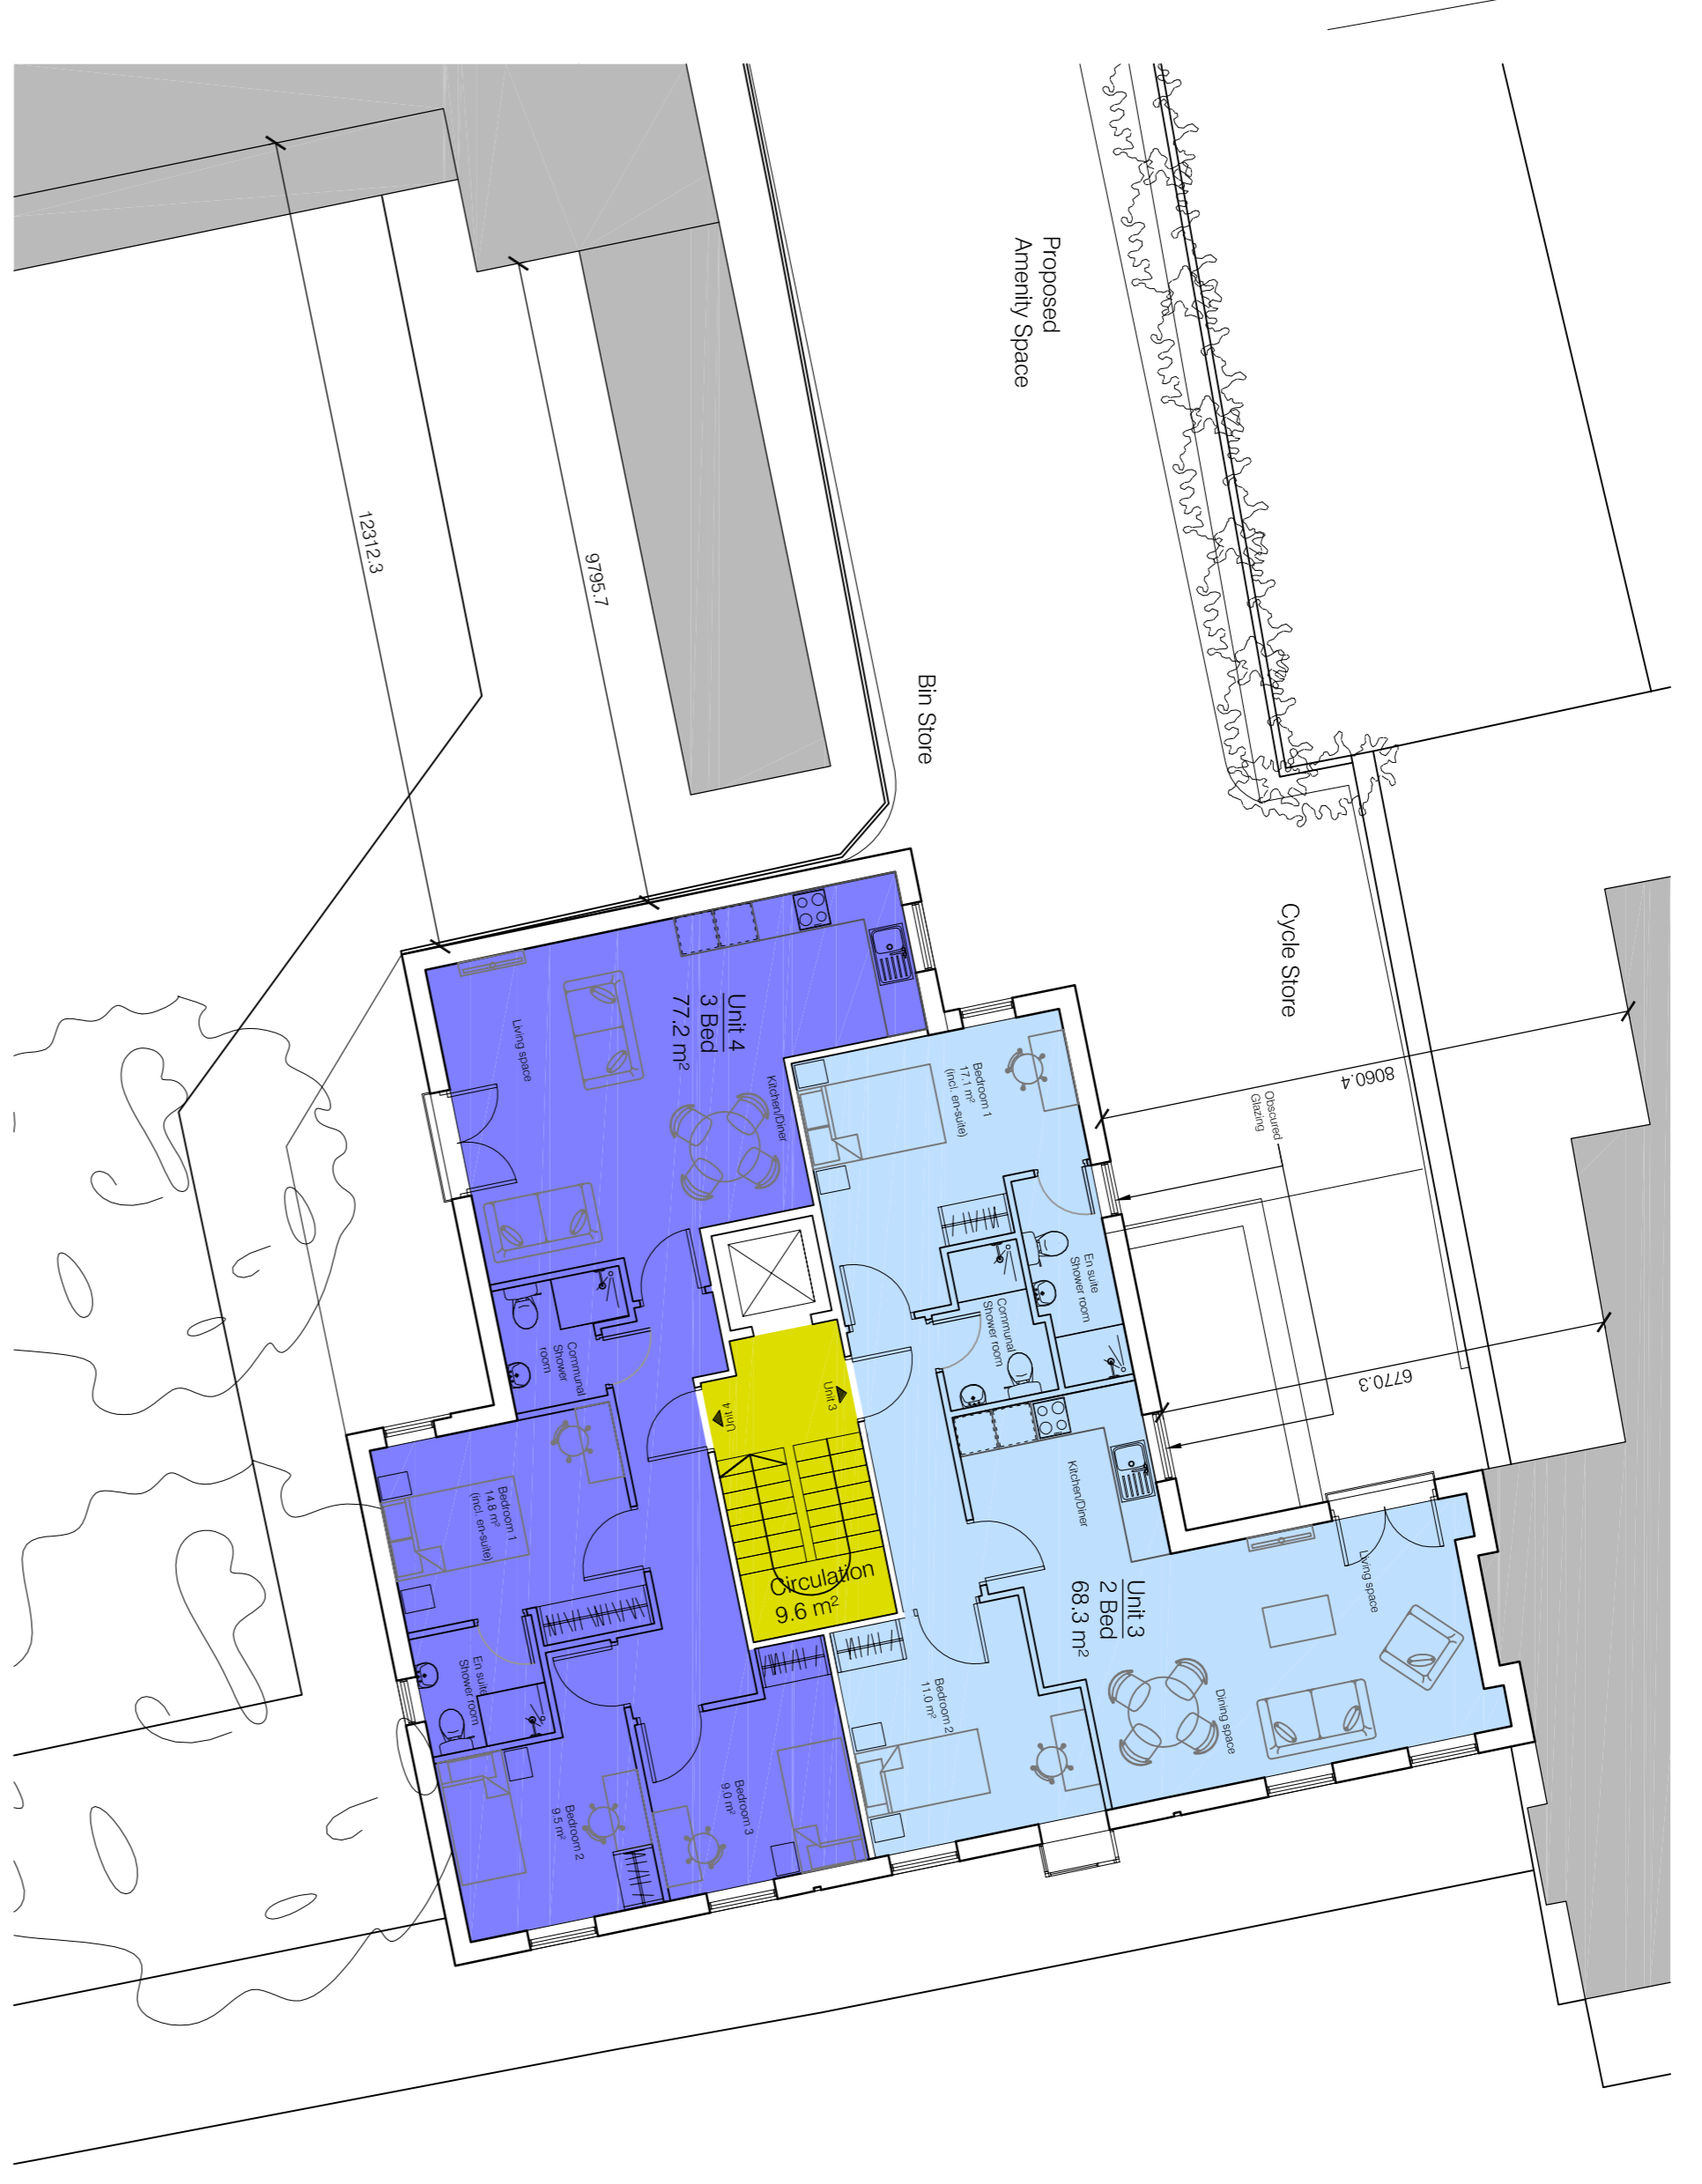 Proposed
Amenity Space
Bin Store
Cycle Store
12312.3
9795.7
8060.4
6770.3
Obscured
Glazing
Unit 4
3 Bed
77.2 m²
Living space
Kitchen/Diner
Communal
Shower
room
Bedroom 1
14.8 m²
(incl. en-suite)
En suite
Shower room
Bedroom 2
9.5 m²
Bedroom 3
9.0 m²
Unit 3
Unit 4
Circulation
9.6 m²
Unit 3
2 Bed
68.3 m²
Bedroom 1
17.1 m²
(incl. en-suite)
En suite
Shower room
Communal
Shower room
Kitchen/Diner
Living space
Dining space
Bedroom 2
11.0 m²